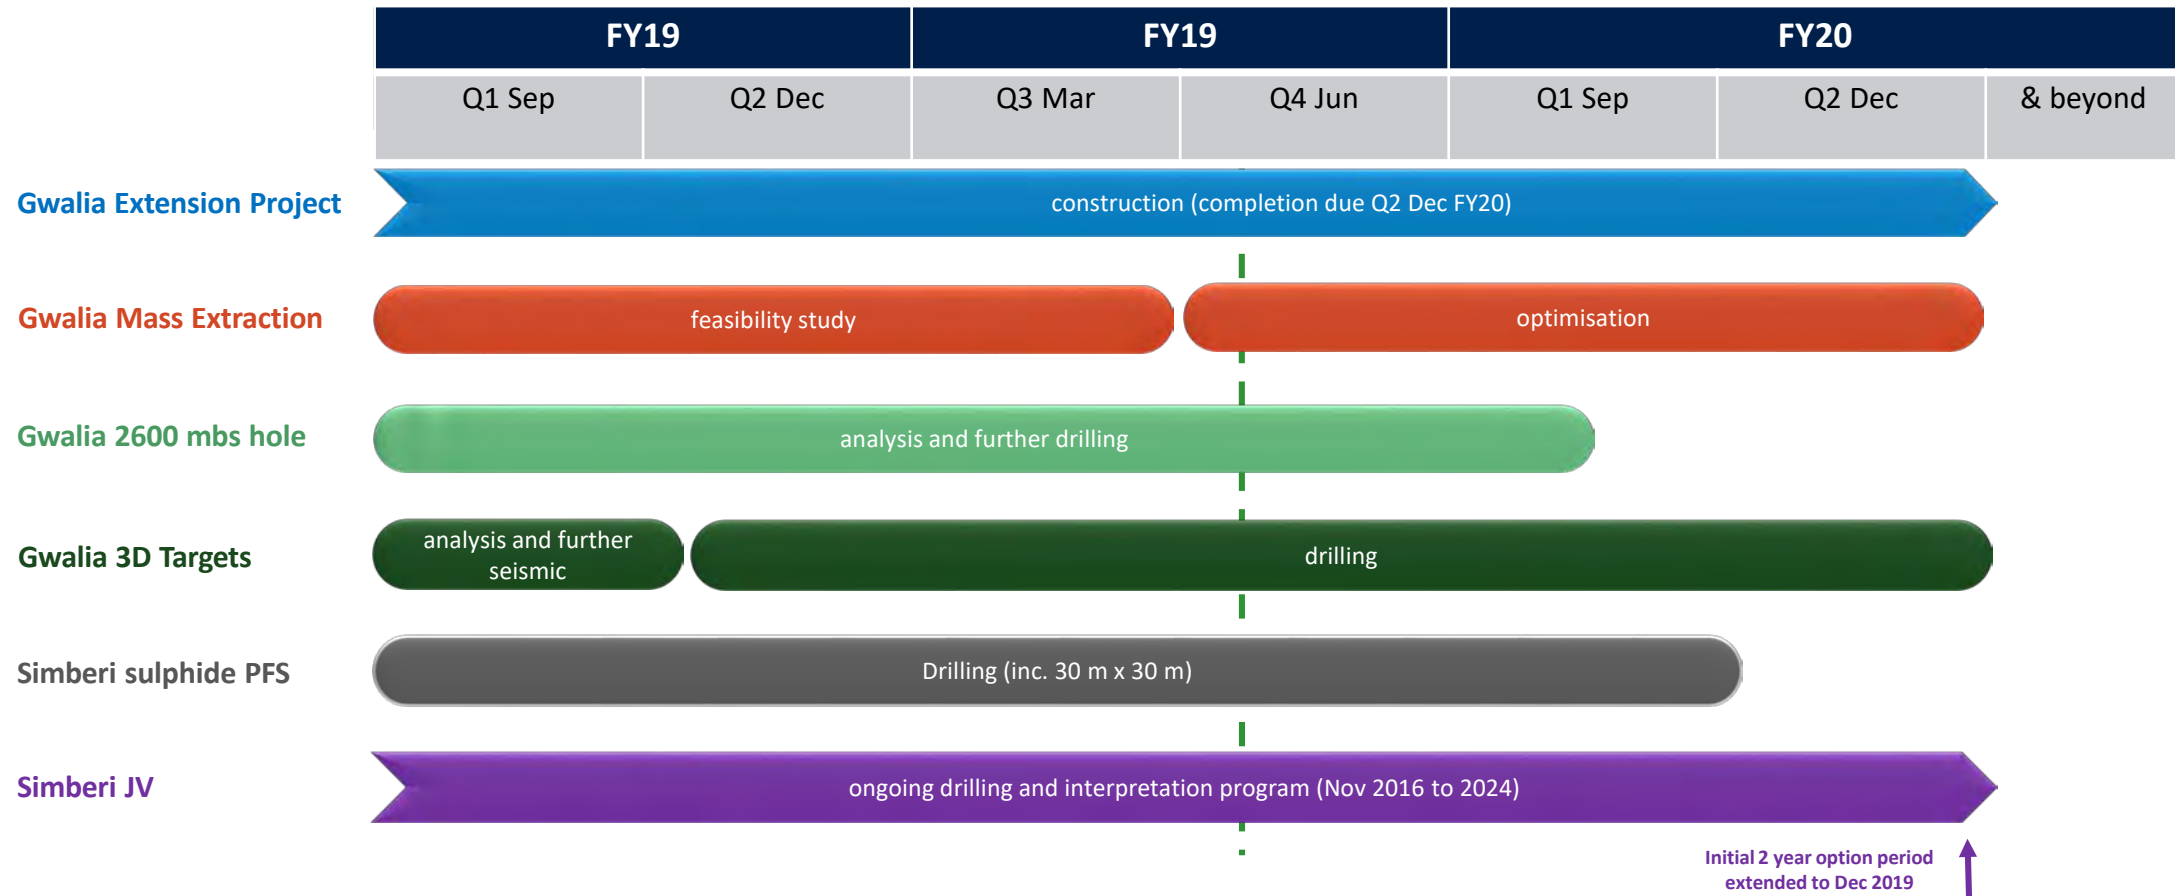 FY19 FY19 FY20
Q1 Sep Q2 Dec Q3 Mar Q4 Jun Q1 Sep Q2 Dec & beyond
Gwalia Extension Project
construction (completion due Q2 Dec FY20)
Gwalia Mass Extraction
feasibility study
optimisation
Gwalia 2600 mbs hole
analysis and further drilling
Gwalia 3D Targets
analysis and further
seismic
drilling
Simberi sulphide PFS
Drilling (inc. 30 m x 30 m)
Simberi JV
ongoing drilling and interpretation program (Nov 2016 to 2024)
Initial 2 year option period
extended to Dec 2019